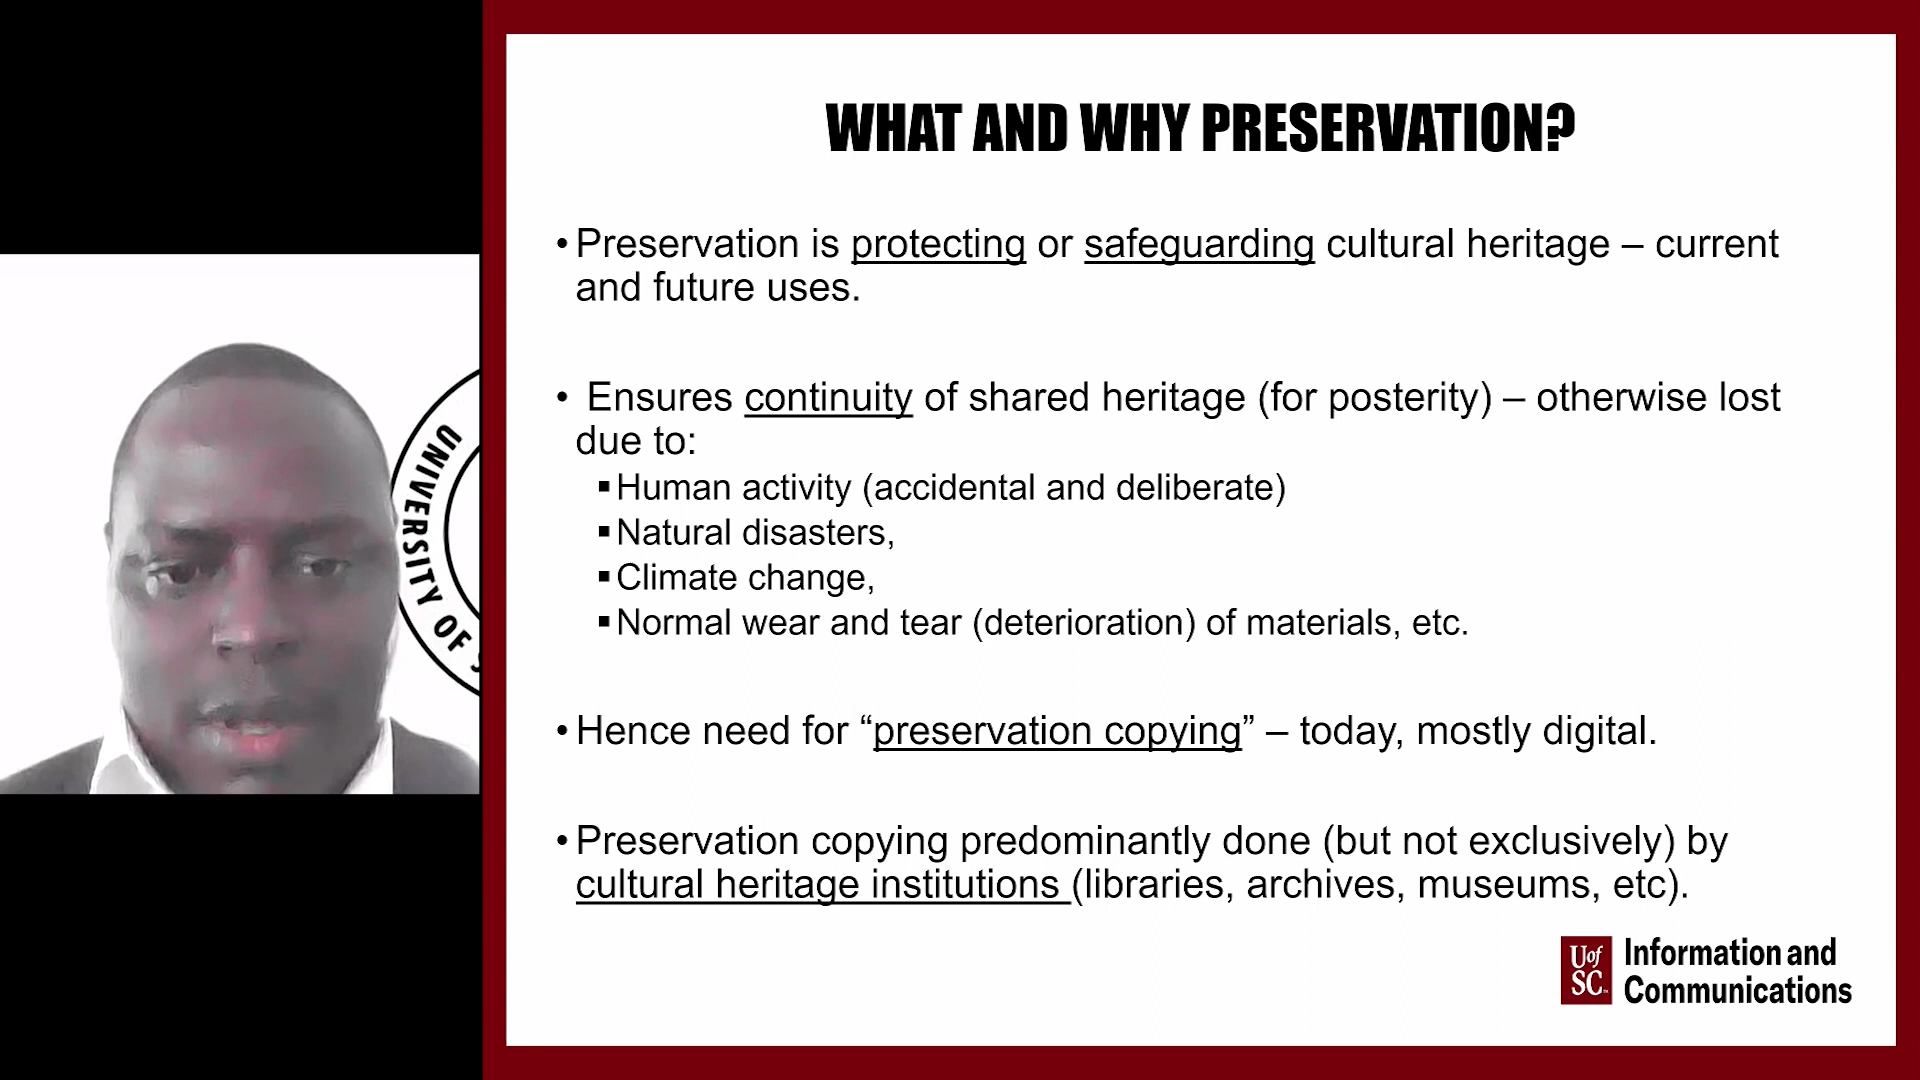 WHAT AND WHY PRESERVATION?
• Preservation is protecting or safeguarding cultural heritage – current
and future uses.
• Ensures continuity of shared heritage (for posterity) – otherwise lost
due to:
▪ Human activity (accidental and deliberate)
▪ Natural disasters,
▪ Climate change,
▪ Normal wear and tear (deterioration) of materials, etc.
• Hence need for “preservation copying” – today, mostly digital.
• Preservation copying predominantly done (but not exclusively) by
cultural heritage institutions (libraries, archives, museums, etc).
UNIVERSITY OF
UofSC
Information and
Communications